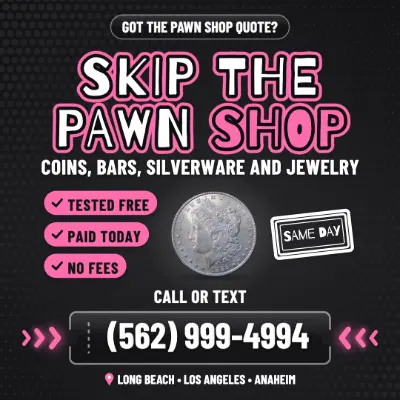 GOT THE PAWN SHOP QUOTE?
SKIP THE
PAWN SHOP
COINS, BARS, SILVERWARE AND JEWELRY
✓ TESTED FREE
✓ PAID TODAY
✓ NO FEES
SAME DAY
CALL OR TEXT
(562) 999-4994
LONG BEACH • LOS ANGELES • ANAHEIM